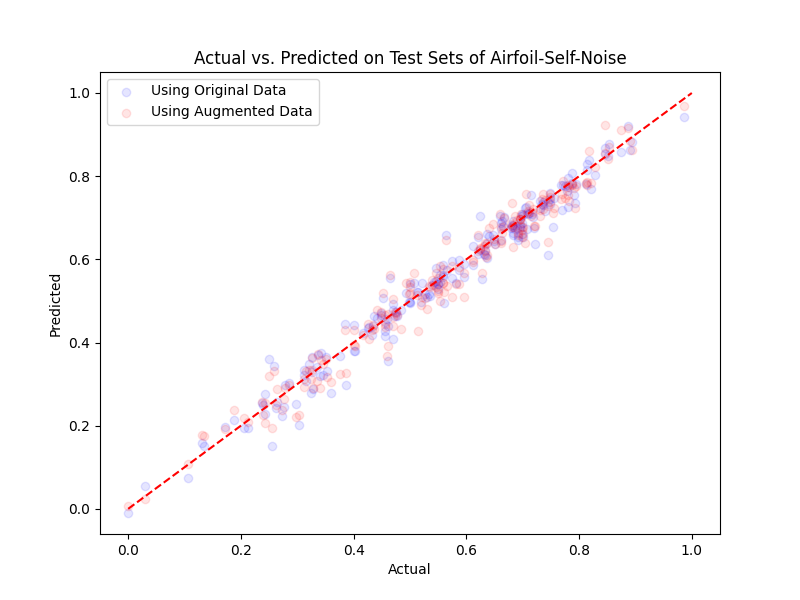 Actual vs. Predicted on Test Sets of Airfoil-Self-Noise
Using Original Data
Using Augmented Data
Predicted
1.0
0.8
0.6
0.4
0.2
0.0
0.0 0.2 0.4 0.6 0.8 1.0
Actual